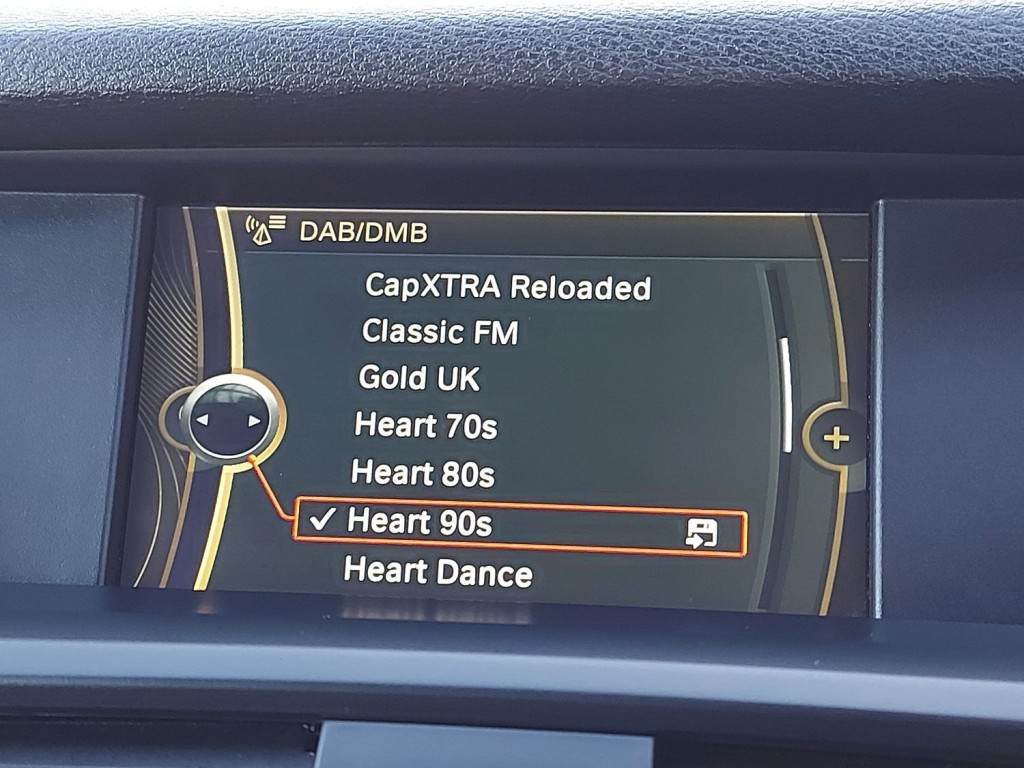 DAB/DMB
CapXTRA Reloaded
Classic FM
Gold UK
Heart 70s
Heart 80s
Heart 90s
Heart Dance